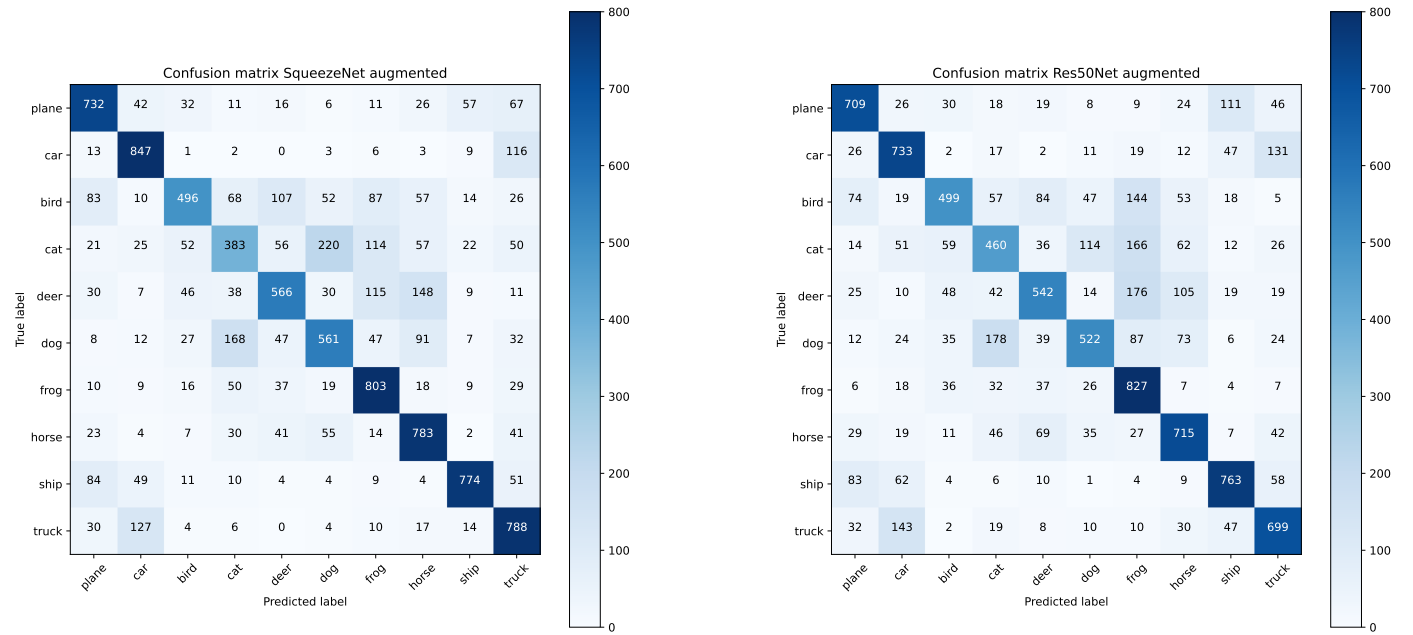 Confusion matrix SqueezeNet augmented
True label
plane 732 42 32 11 16 6 11 26 57 67
car 13 847 1 2 0 3 6 3 9 116
bird 83 10 496 68 107 52 87 57 14 26
cat 21 25 52 383 56 220 114 57 22 50
deer 30 7 46 38 566 30 115 148 9 11
dog 8 12 27 168 47 561 47 91 7 32
frog 10 9 16 50 37 19 803 18 9 29
horse 23 4 7 30 41 55 14 783 2 41
ship 84 49 11 10 4 4 9 4 774 51
truck 30 127 4 6 0 4 10 17 14 788
plane car bird cat deer dog frog horse ship truck
Predicted label
800
700
600
500
400
300
200
100
0
Confusion matrix Res50Net augmented
True label
plane 709 26 30 18 19 8 9 24 111 46
car 26 733 2 17 2 11 19 12 47 131
bird 74 19 499 57 84 47 144 53 18 5
cat 14 51 59 460 36 114 166 62 12 26
deer 25 10 48 42 542 14 176 105 19 19
dog 12 24 35 178 39 522 87 73 6 24
frog 6 18 36 32 37 26 827 7 4 7
horse 29 19 11 46 69 35 27 715 7 42
ship 83 62 4 6 10 1 4 9 763 58
truck 32 143 2 19 8 10 10 30 47 699
plane car bird cat deer dog frog horse ship truck
Predicted label
800
700
600
500
400
300
200
100
0